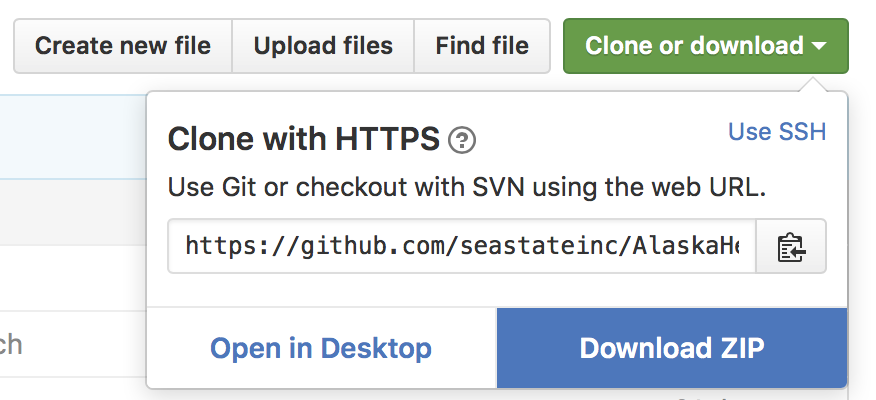 Create new file Upload files Find file Clone or download
Clone with HTTPS ? Use SSH
Use Git or checkout with SVN using the web URL.
https://github.com/seastateinc/AlaskaHe
ch
Open in Desktop Download ZIP